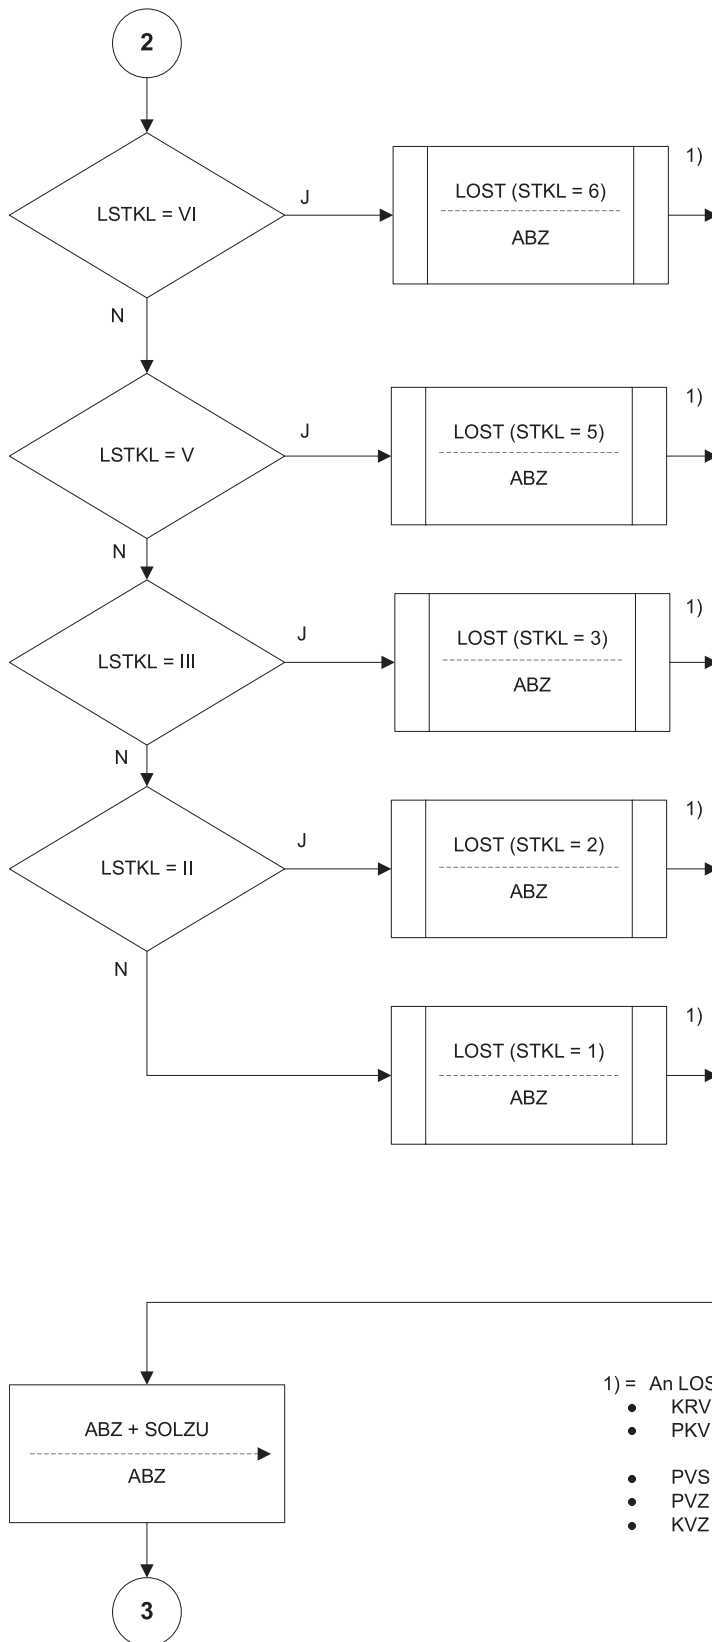 2
LSTKL = VI
J
LOST (STKL = 6)
ABZ
1)
N
LSTKL = V
J
LOST (STKL = 5)
ABZ
1)
N
LSTKL = III
J
LOST (STKL = 3)
ABZ
1)
N
LSTKL = II
J
LOST (STKL = 2)
ABZ
1)
N
LOST (STKL = 1)
ABZ
1)
ABZ + SOLZU
ABZ
1) = An LOS
• KRV
• PKV
• PVS
• PVZ
• KVZ
3